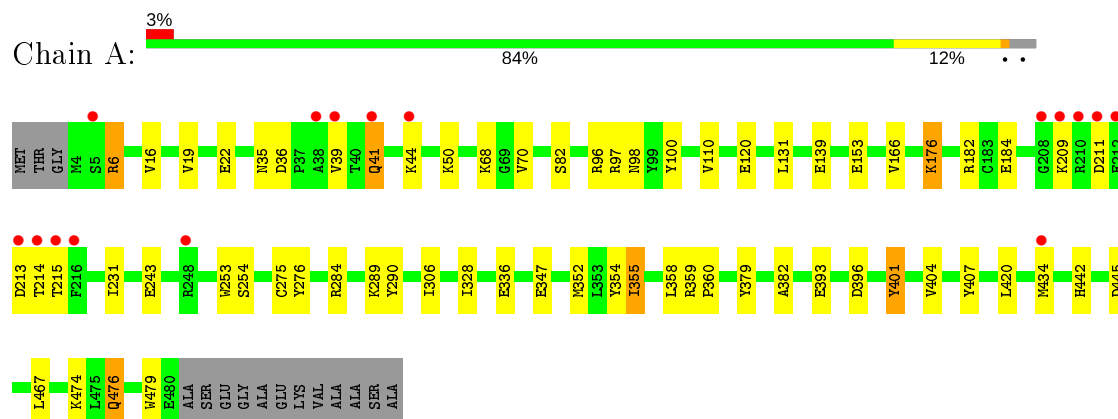 3%
Chain A:
84% 12% • •
MET THR GLY M4 S5 R6 V16 V19 E22 N35 D36 P37 A38 V39 T40 Q41 K44 K50 K68 G69 V70 S82 R96 R97 N98 Y99 Y100 V110 E120 L131 E139 E153 V166 K176 R182 C183 E184 G208 K209 R210 D211 E212
D213 T214 T215 F216 I231 E243 R248 W253 S254 C275 Y276 R284 K289 Y290 I306 I328 E336 E347 M352 L353 Y354 I355 L358 R359 P360 Y379 A382 E393 D396 Y401 V404 Y407 L420 M434 H442 D445
L467 K474 L475 Q476 W479 E480 ALA SER GLU GLY ALA ALA GLU LYS VAL ALA ALA SER ALA